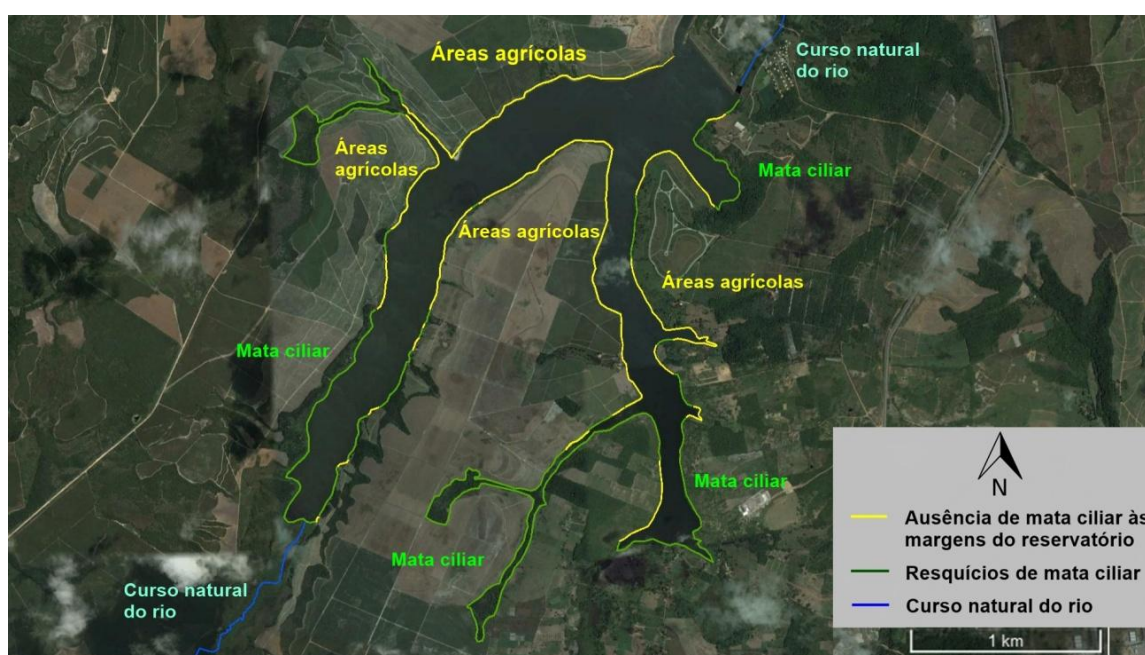 Áreas agrícolas
Curso natural
do rio
Áreas
agrícolas
Mata ciliar
Áreas agrícolas
Áreas agrícolas
Mata ciliar
Mata ciliar
Mata ciliar
Curso natural
do rio
N
Ausência de mata ciliar às
margens do reservatório
Resquícios de mata ciliar
Curso natural do rio
1 km